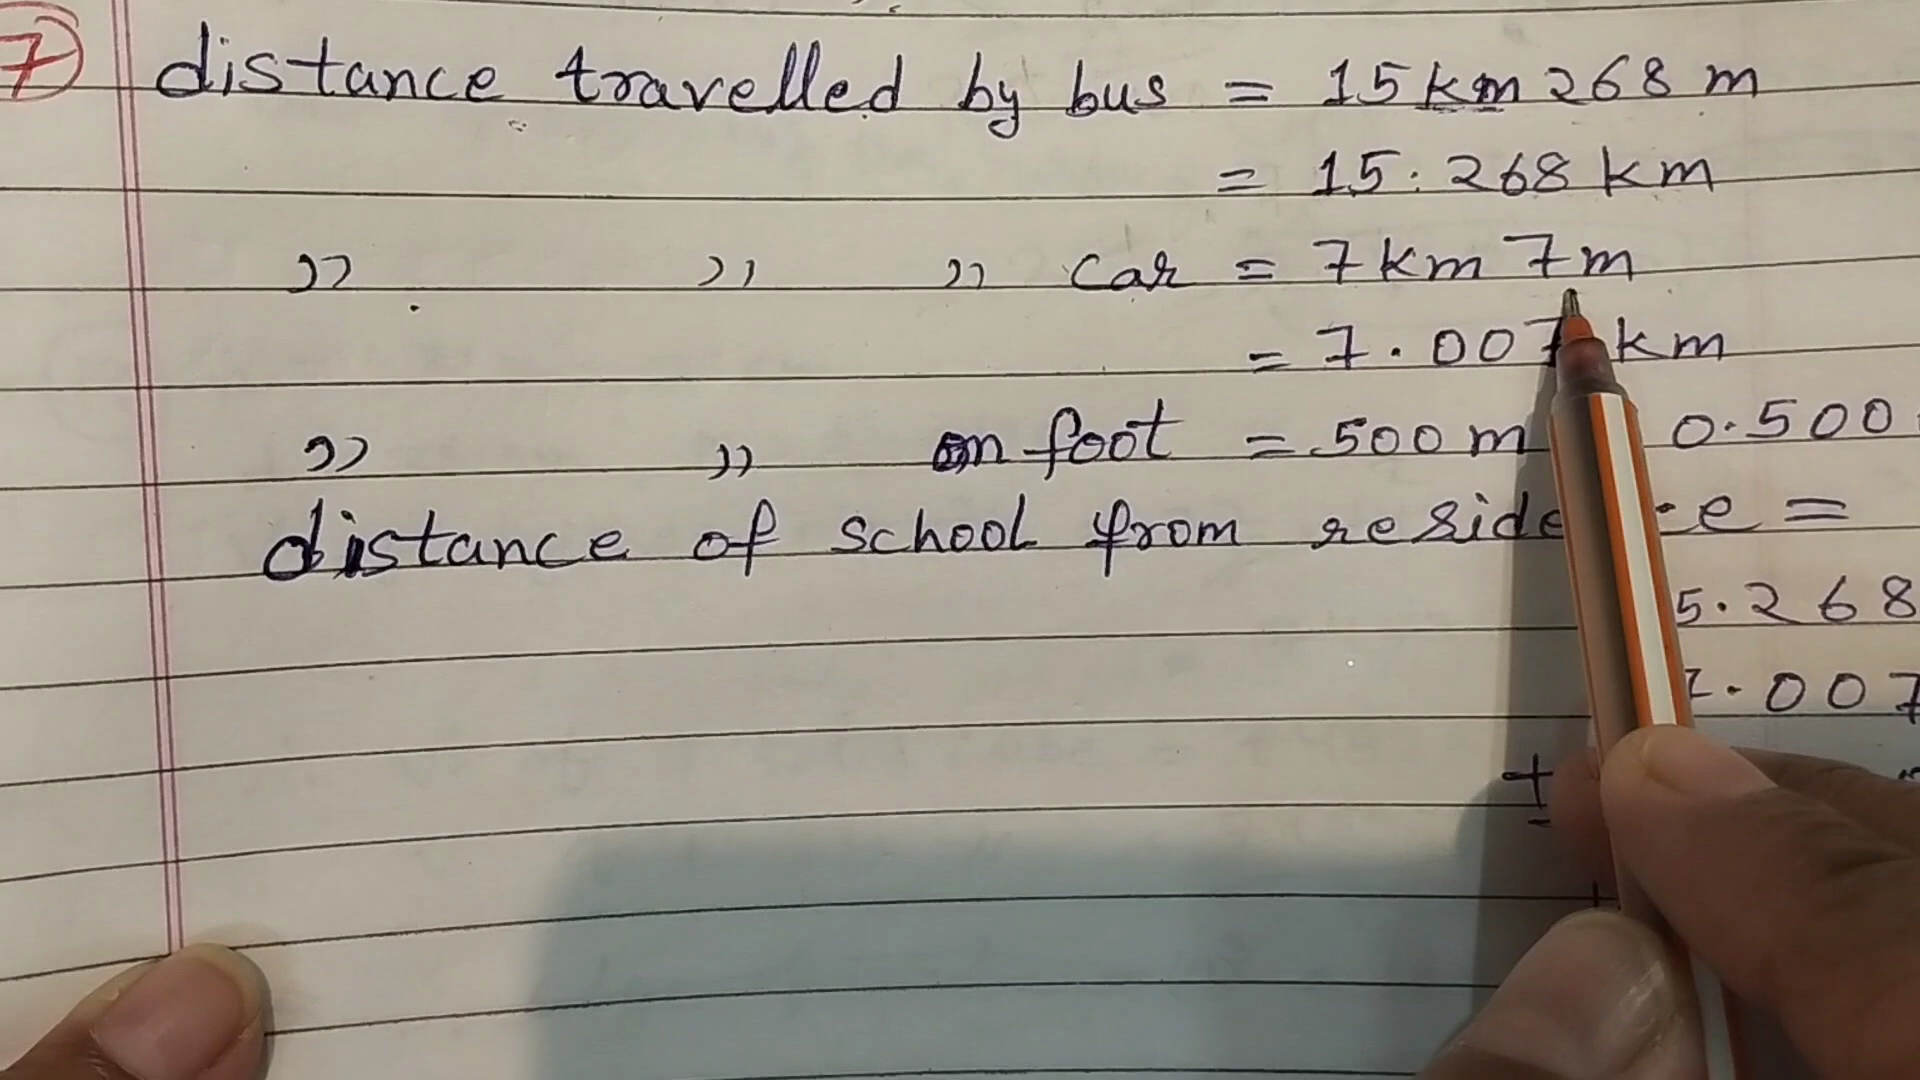 7 distance travelled by bus = 15 km 268 m
= 15.268 km
" " " car = 7 km 7 m
= 7.007 km
" " on foot = 500 m 0.500
distance of school from =
5.268
.007
+